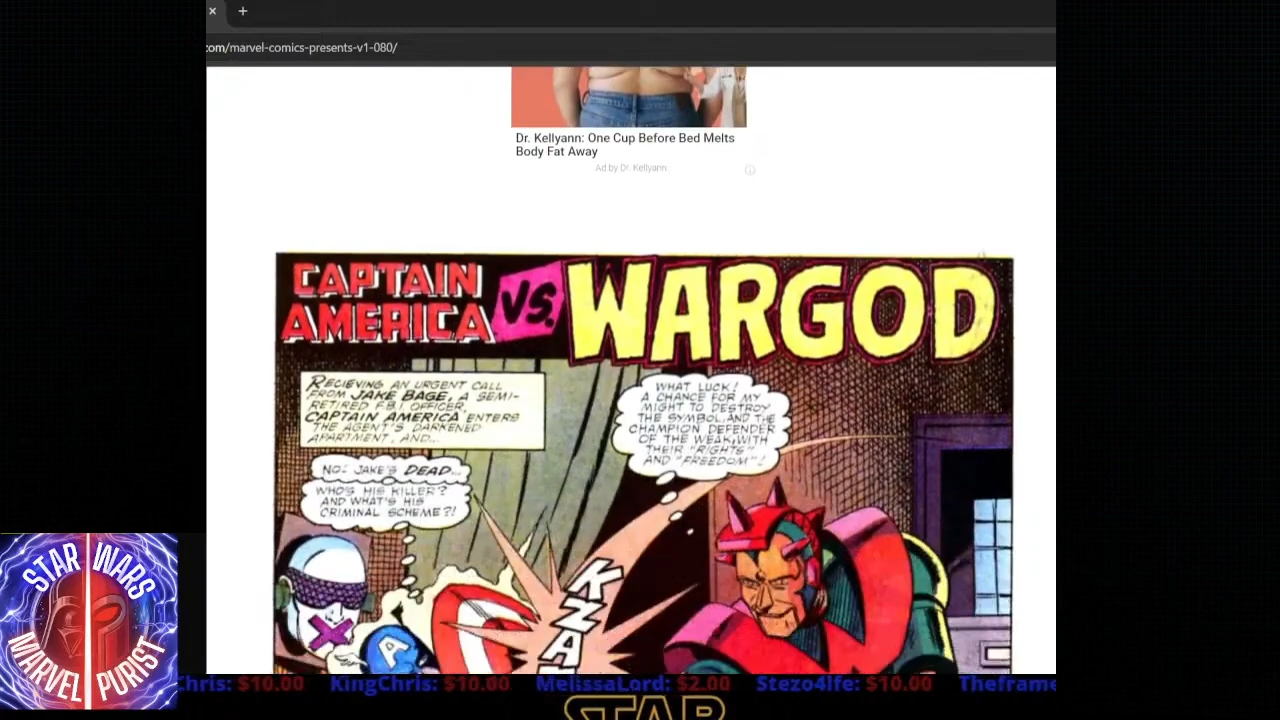 com/marvel-comics-presents-v1-080/
Dr. Kellyann: One Cup Before Bed Melts
Body Fat Away
Ad by Dr. Kellyann
CAPTAIN
AMERICA
VS.
WARGOD
RECIEVING AN URGENT CALL
FROM JAKE BAGE, A SEMI-
RETIRED F.B.I. OFFICER,
CAPTAIN AMERICA ENTERS
THE AGENT'S DARKENED
APARTMENT, AND...
WHAT LUCK!
A CHANCE FOR MY
MIGHT TO DESTROY
THE SYMBOL, AND THE
CHAMPION DEFENDER
OF THE WEAK, WITH
THEIR "RIGHTS"
AND "FREEDOM"!
NO! JAKE'S DEAD...
WHO'S HIS KILLER?
AND WHAT'S HIS
CRIMINAL SCHEME?!
A
KZA
STAR WARS
MARVEL PURIST
Chris: $10.00 KingChris: $10.00 MelissaLord: $2.00 Stezo4lfe: $10.00 Theframe
STAR